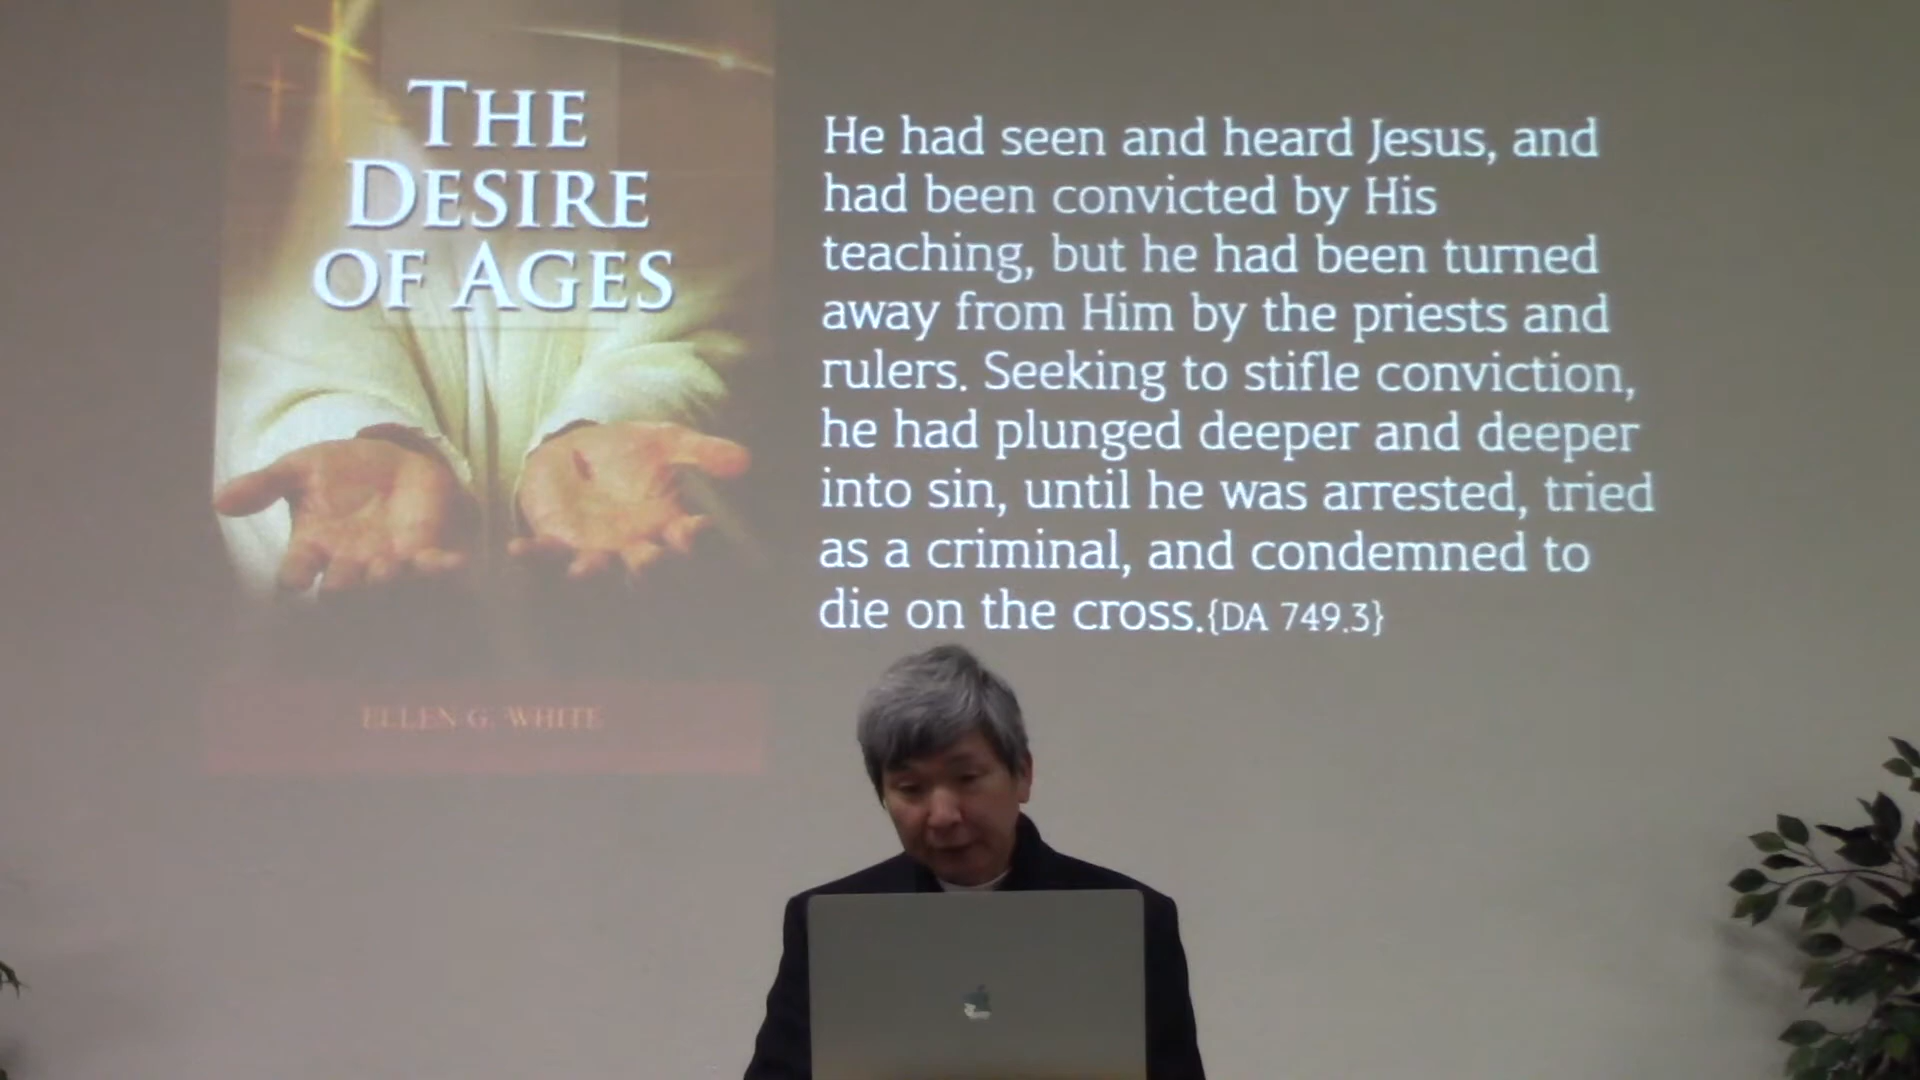 THE
DESIRE
OF AGES
ELLEN G. WHITE
He had seen and heard Jesus, and
had been convicted by His
teaching, but he had been turned
away from Him by the priests and
rulers. Seeking to stifle conviction,
he had plunged deeper and deeper
into sin, until he was arrested, tried
as a criminal, and condemned to
die on the cross.{DA 749.3}